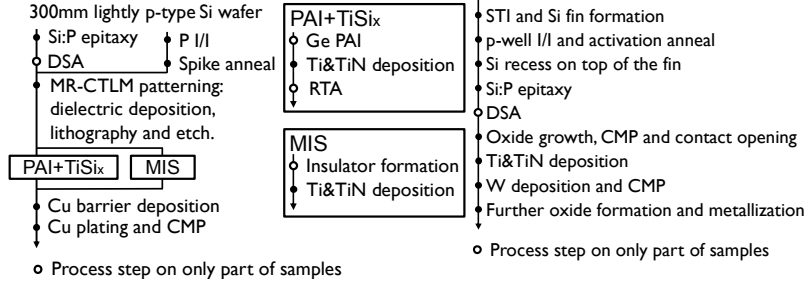 300mm lightly p-type Si wafer
Si:P epitaxy
P I/I
DSA
Spike anneal
MR-CTLM patterning:
dielectric deposition,
lithography and etch.
PAI+TiSix
MIS
Cu barrier deposition
Cu plating and CMP
Process step on only part of samples
PAI+TiSix
Ge PAI
Ti&TiN deposition
RTA
MIS
Insulator formation
Ti&TiN deposition
STI and Si fin formation
p-well I/I and activation anneal
Si recess on top of the fin
Si:P epitaxy
DSA
Oxide growth, CMP and contact opening
Ti&TiN deposition
W deposition and CMP
Further oxide formation and metallization
Process step on only part of samples